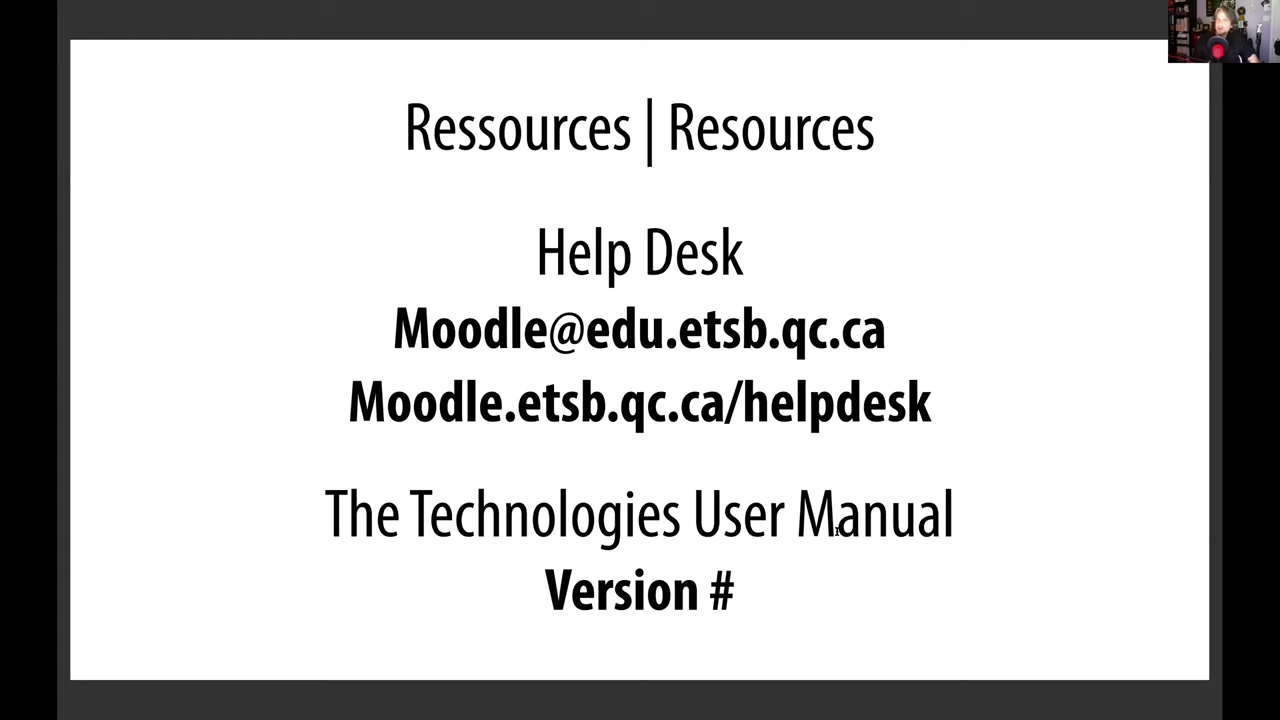 Ressources | Resources
Help Desk
Moodle@edu.etsb.qc.ca
Moodle.etsb.qc.ca/helpdesk
The Technologies User Manual
Version #